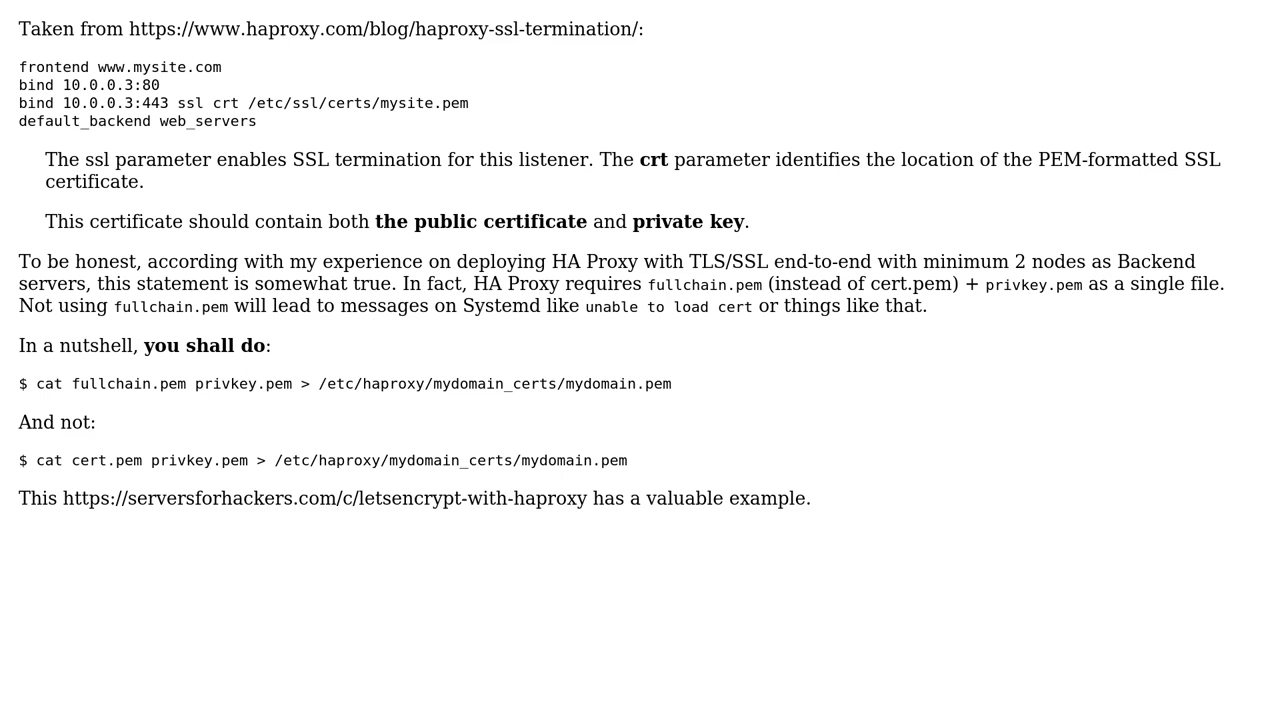 Taken from https://www.haproxy.com/blog/haproxy-ssl-termination/:
frontend www.mysite.com
bind 10.0.0.3:80
bind 10.0.0.3:443 ssl crt /etc/ssl/certs/mysite.pem
default_backend web_servers
The ssl parameter enables SSL termination for this listener. The crt parameter identifies the location of the PEM-formatted SSL
certificate.
This certificate should contain both the public certificate and private key.
To be honest, according with my experience on deploying HA Proxy with TLS/SSL end-to-end with minimum 2 nodes as Backend
servers, this statement is somewhat true. In fact, HA Proxy requires fullchain.pem (instead of cert.pem) + privkey.pem as a single file.
Not using fullchain.pem will lead to messages on Systemd like unable to load cert or things like that.
In a nutshell, you shall do:
$ cat fullchain.pem privkey.pem > /etc/haproxy/mydomain_certs/mydomain.pem
And not:
$ cat cert.pem privkey.pem > /etc/haproxy/mydomain_certs/mydomain.pem
This https://serversforhackers.com/c/letsencrypt-with-haproxy has a valuable example.